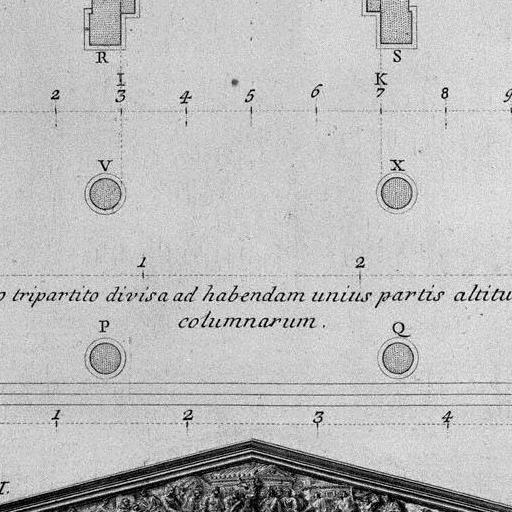 R S
I K
2 3 4 5 6 7 8 9
V X
1 2
tripartito divisa ad habendam unius partis
columnarum.
P Q
1 2 3 4
I.